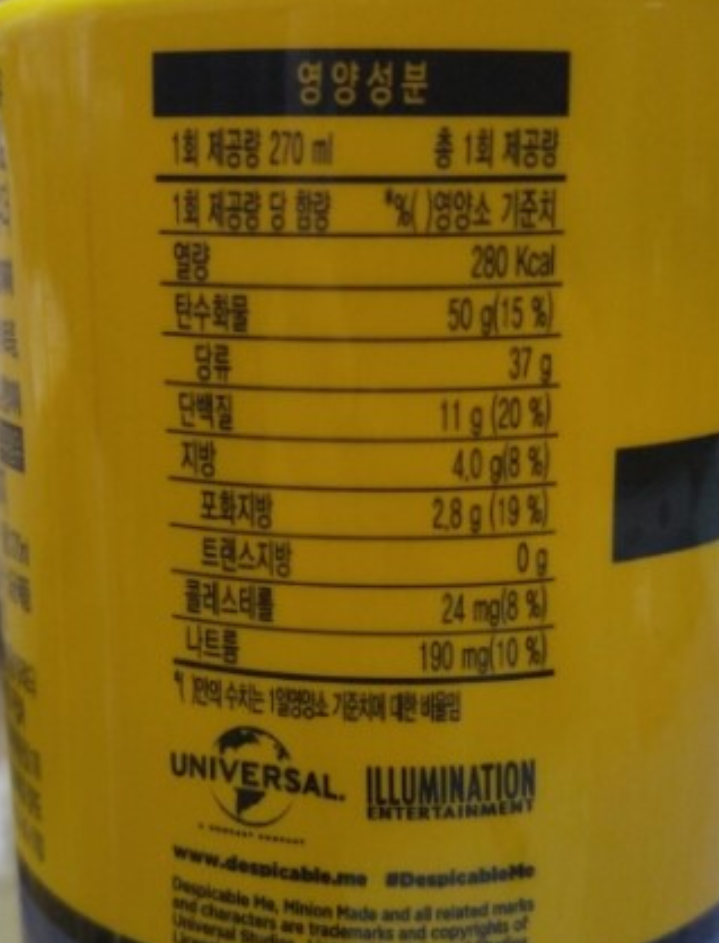 영양성분
1회 제공량 270 ml 총 1회 제공량
1회 제공량 당 함량 *%( )영양소 기준치
열량 280 Kcal
탄수화물 50 g(15 %)
당류 37 g
단백질 11 g (20 %)
지방 4.0 g(8 %)
포화지방 2.8 g (19 %)
트랜스지방 0 g
콜레스테롤 24 mg(8 %)
나트륨 190 mg(10 %)
*( )안의 수치는 1일영양소 기준치에 대한 비율임
UNIVERSAL. ILLUMINATION
ENTERTAINMENT
www.despicable.me #DespicableMe
Despicable Me, Minion Made and all related marks
and characters are trademarks and copyrights of
Universal Studios